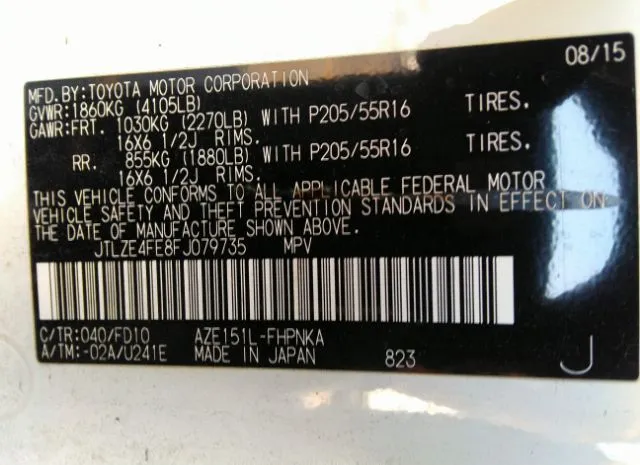 MFD.BY:TOYOTA MOTOR CORPORATION 08/15
GVWR:1860KG (4105LB)
GAWR:FRT. 1030KG (2270LB) WITH P205/55R16 TIRES.
16X6 1/2J RIMS.
RR. 855KG (1880LB) WITH P205/55R16 TIRES.
16X6 1/2J RIMS.
THIS VEHICLE CONFORMS TO ALL APPLICABLE FEDERAL MOTOR
VEHICLE SAFETY AND THEFT PREVENTION STANDARDS IN EFFECT ON
THE DATE OF MANUFACTURE SHOWN ABOVE.
JTLZE4FE8FJ079735 MPV
C/TR:040/FD10 AZE151L-FHPNKA
A/TM:-02A/U241E MADE IN JAPAN 823 J